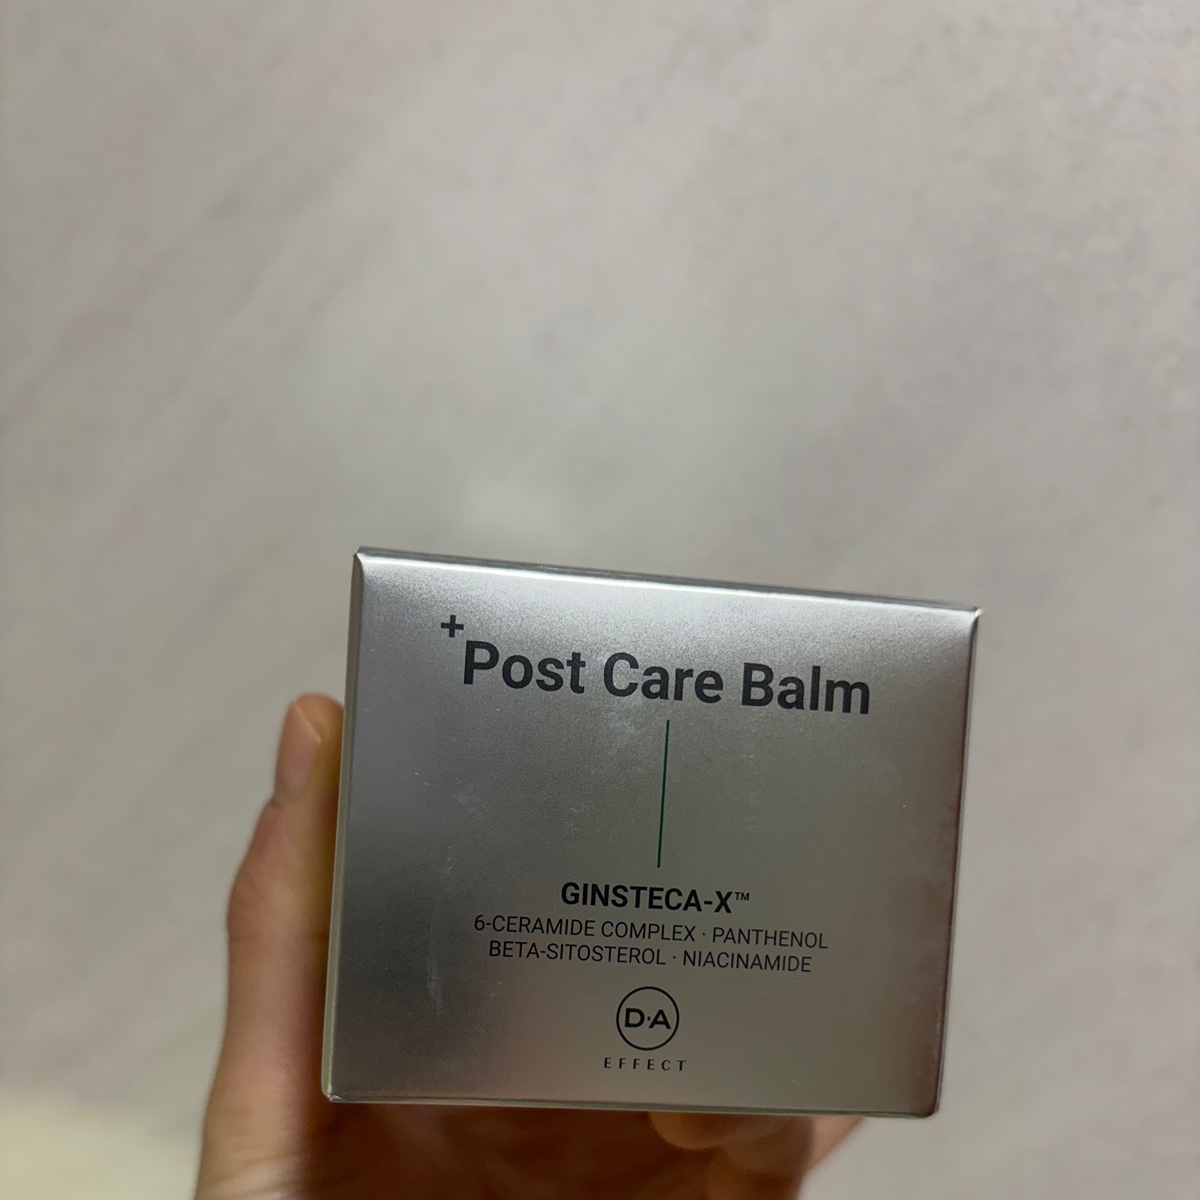 +Post Care Balm
GINSTECA-X™
6-CERAMIDE COMPLEX · PANTHENOL
BETA-SITOSTEROL · NIACINAMIDE
D·A
EFFECT